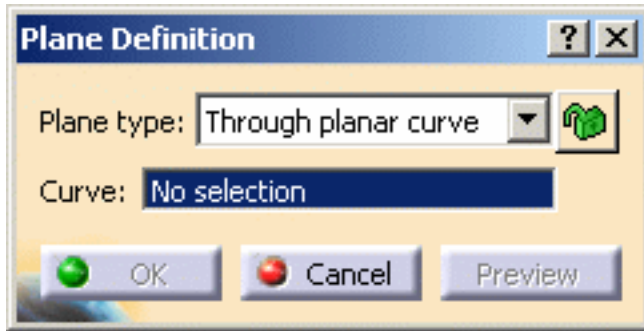 Plane Definition ?
Plane type: Through planar curve
Curve: No selection
OK Cancel Preview